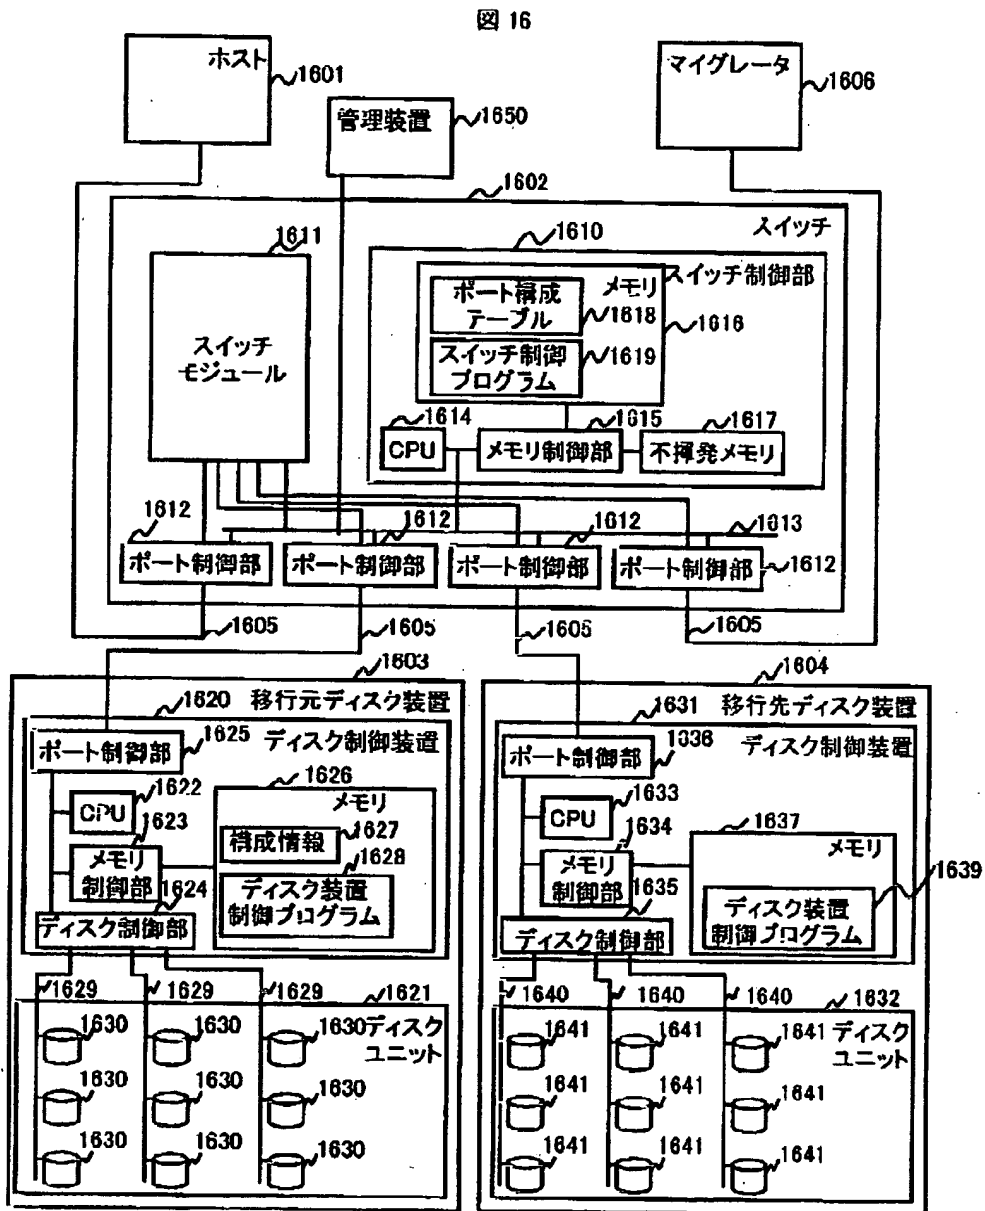 図 16
ホスト
1601
マイグレータ
1606
管理装置
1650
1602
スイッチ
1611
スイッチ
モジュール
1610
スイッチ制御部
メモリ
ポート構成
テーブル
1618
1616
スイッチ制御
プログラム
1619
1614
CPU
1615
メモリ制御部
1617
不揮発メモリ
1612
ポート制御部
1612
ポート制御部
1612
ポート制御部
1613
ポート制御部
1612
1605
1605
1605
1605
1603
移行元ディスク装置
1620
ディスク制御装置
ポート制御部
1625
1622
CPU
1623
メモリ
制御部
1624
ディスク制御部
1626
メモリ
構成情報
1627
1628
ディスク装置
制御プログラム
1629
1629
1629
1621
ディスク
ユニット
1630
1630
1630
1630
1630
1630
1630
1630
1630
1604
移行先ディスク装置
1631
ディスク制御装置
ポート制御部
1636
1633
CPU
1634
メモリ
制御部
1635
ディスク制御部
1637
メモリ
1639
ディスク装置
制御プログラム
1640
1640
1640
1632
ディスク
ユニット
1641
1641
1641
1641
1641
1641
1641
1641
1641